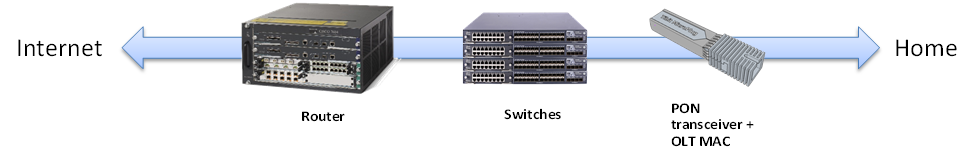 Internet
Home
Router
Switches
PON
transceiver +
OLT MAC